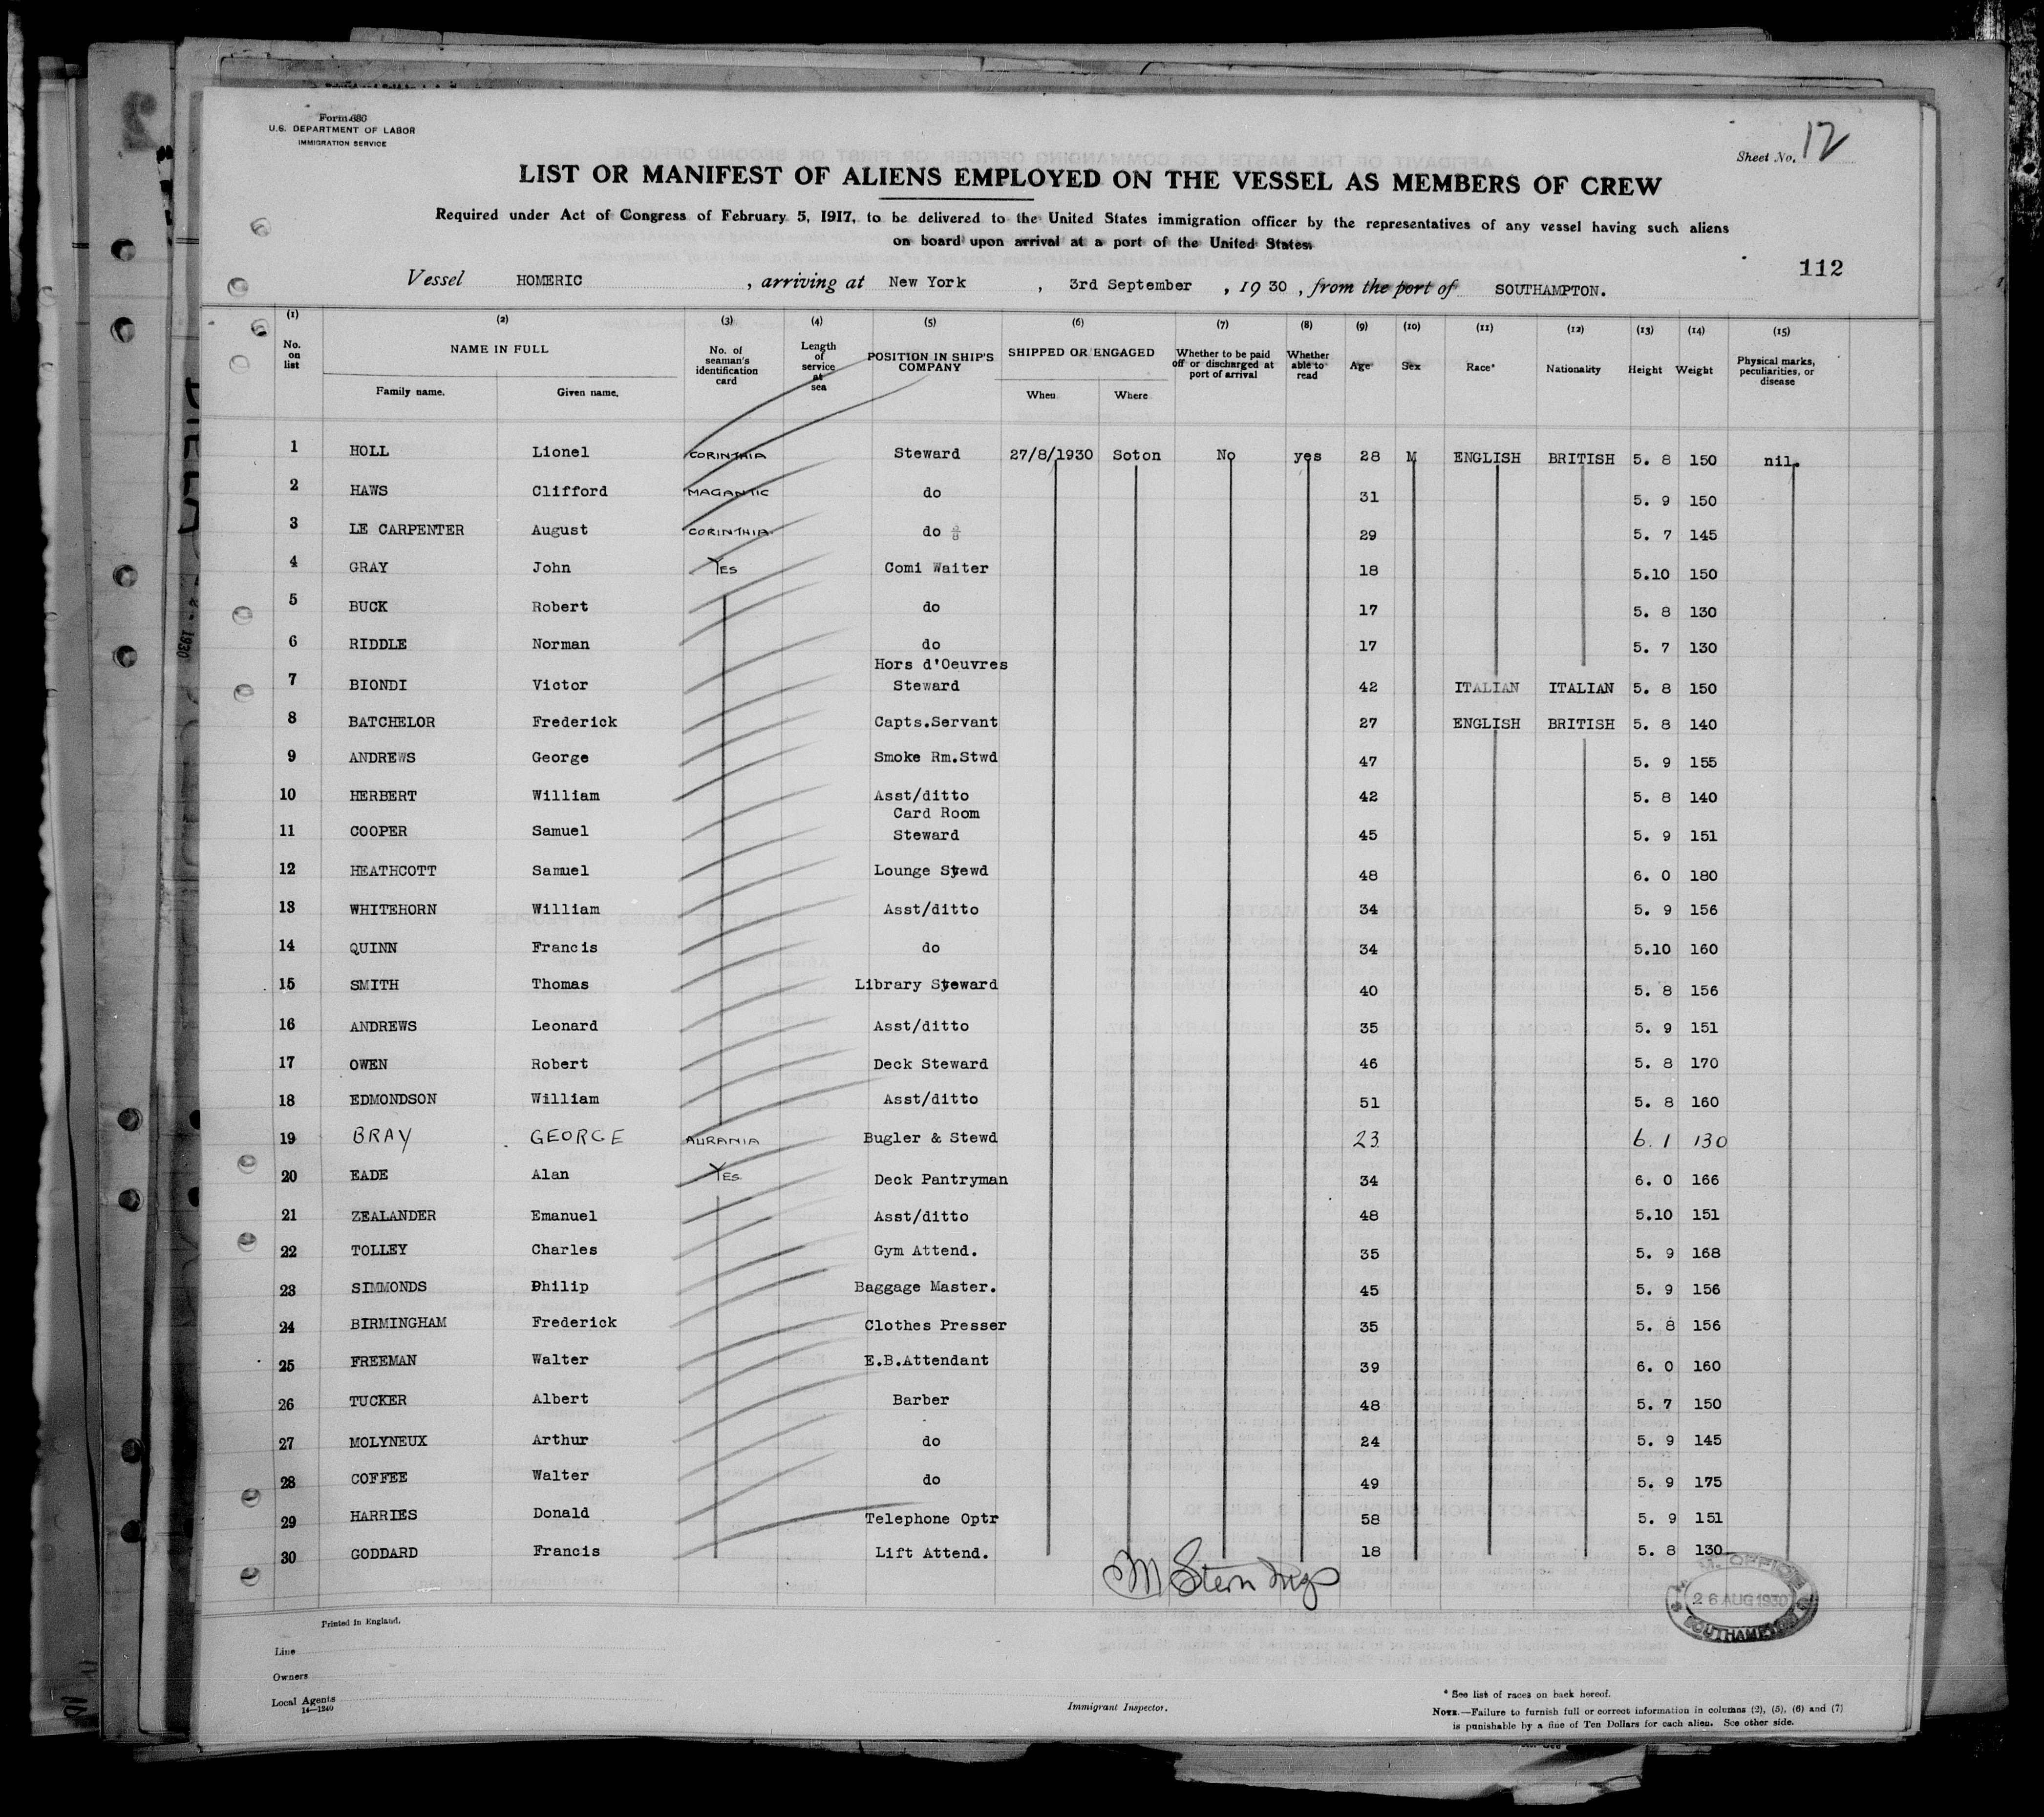 Form 680
U.S. DEPARTMENT OF LABOR
IMMIGRATION SERVICE
Sheet No. 12
LIST OR MANIFEST OF ALIENS EMPLOYED ON THE VESSEL AS MEMBERS OF CREW
Required under Act of Congress of February 5, 1917, to be delivered to the United States immigration officer by the representatives of any vessel having such aliens
on board upon arrival at a port of the United States.
112
Vessel HOMERIC , arriving at New York , 3rd September , 19 30 , from the port of SOUTHAMPTON.
(1) (2) (3) (4) (5) (6) (7) (8) (9) (10) (11) (12) (13) (14) (15)
No. on list NAME IN FULL Family name. Given name. No. of seaman's identification card Length of service at sea POSITION IN SHIP'S COMPANY SHIPPED OR ENGAGED When Where Whether to be paid off or discharged at port of arrival Whether able to read Age Sex Race* Nationality Height Weight Physical marks, peculiarities, or disease
1 HOLL Lionel CORINTHIA Steward 27/8/1930 Soton No yes 28 M ENGLISH BRITISH 5. 8 150 nil.
2 HAWS Clifford MAGANTIC do 31 5. 9 150
3 LE CARPENTER August CORINTHIA do 29 5. 7 145
4 GRAY John YES Comi Waiter 18 5.10 150
5 BUCK Robert do 17 5. 8 130
6 RIDDLE Norman do 17 5. 7 130
7 BIONDI Victor Hors d'Oeuvres Steward 42 ITALIAN ITALIAN 5. 8 150
8 BATCHELOR Frederick Capts.Servant 27 ENGLISH BRITISH 5. 8 140
9 ANDREWS George Smoke Rm.Stwd 47 5. 9 155
10 HERBERT William Asst/ditto 42 5. 8 140
11 COOPER Samuel Card Room Steward 45 5. 9 151
12 HEATHCOTT Samuel Lounge Stewd 48 6. 0 180
13 WHITEHORN William Asst/ditto 34 5. 9 156
14 QUINN Francis do 34 5.10 160
15 SMITH Thomas Library Steward 40 5. 8 156
16 ANDREWS Leonard Asst/ditto 35 5. 9 151
17 OWEN Robert Deck Steward 46 5. 8 170
18 EDMONDSON William Asst/ditto 51 5. 8 160
19 BRAY GEORGE AURANIA Bugler & Stewd 23 6. 1 130
20 EADE Alan YES Deck Pantryman 34 6. 0 166
21 ZEALANDER Emanuel Asst/ditto 48 5.10 151
22 TOLLEY Charles Gym Attend. 35 5. 9 168
23 SIMMONDS Philip Baggage Master. 45 5. 9 156
24 BIRMINGHAM Frederick Clothes Presser 35 5. 8 156
25 FREEMAN Walter E.B.Attendant 39 6. 0 160
26 TUCKER Albert Barber 48 5. 7 150
27 MOLYNEUX Arthur do 24 5. 9 145
28 COFFEE Walter do 49 5. 9 175
29 HARRIES Donald Telephone Optr 58 5. 9 151
30 GODDARD Francis Lift Attend. 18 5. 8 130
M Stern
OFFICE
26 AUG 1930
SOUTHAMPTON
Printed in England.
Line
Owners
Local Agents
14—1240
Immigrant Inspector.
* See list of races on back hereof.
NOTE.—Failure to furnish full or correct information in columns (2), (5), (6) and (7)
is punishable by a fine of Ten Dollars for each alien. See other side.